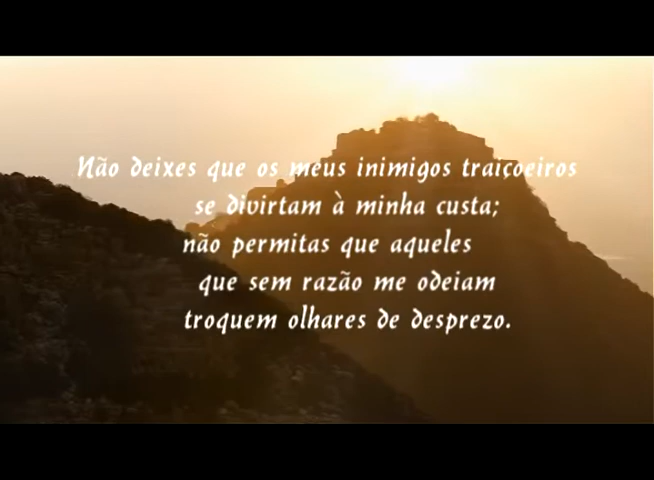 Não deixes que os meus inimigos traiçoeiros
se divirtam à minha custa;
não permitas que aqueles
que sem razão me odeiam
troquem olhares de desprezo.